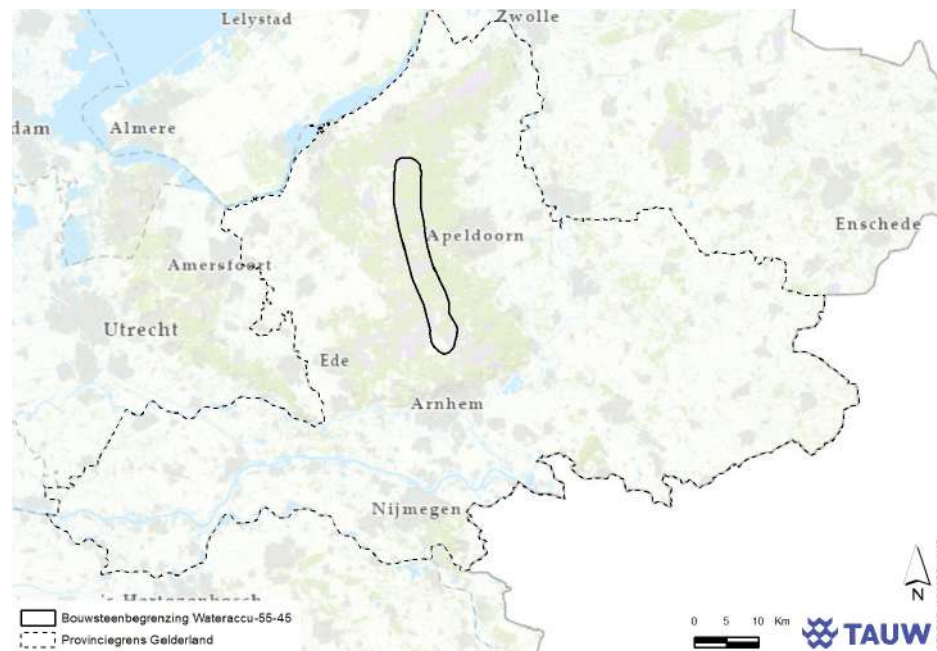 Lelystad
Zwolle
dam
Almere
Apeldoorn
Enschede
Amersfoort
Utrecht
Ede
Arnhem
Nijmegen
's-Hertogenbosch
Bouwsteenbegrenzing Wateraccu-55-45
Provinciegrens Gelderland
0 5 10 Km
N
TAUW